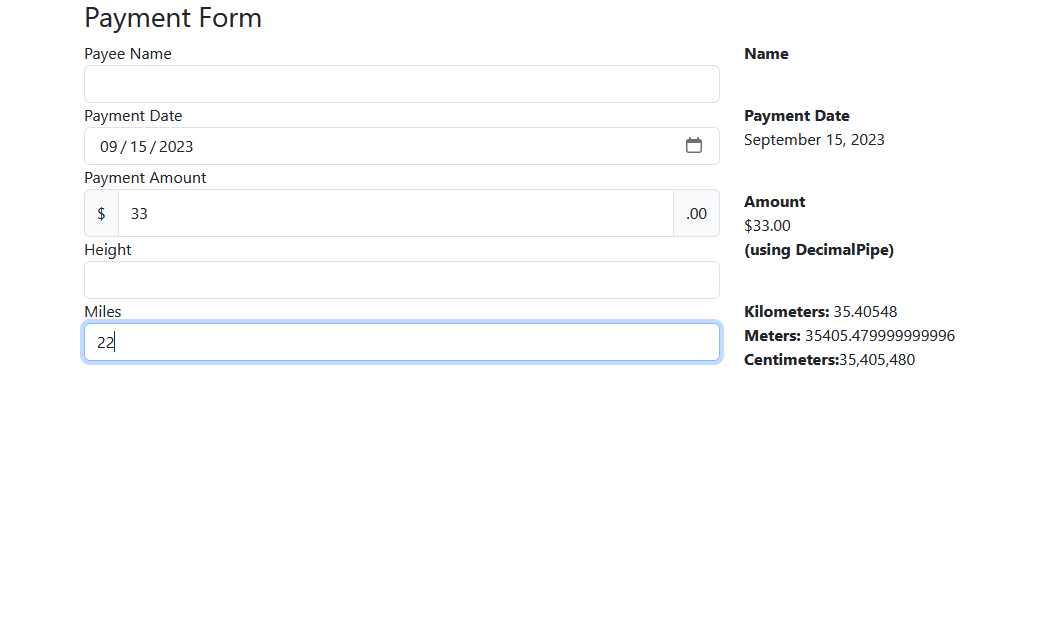 Payment Form
Payee Name
Name
Payment Date
Payment Date
09/15/2023
September 15, 2023
Payment Amount
Amount
$ 33 .00
$33.00
Height
(using DecimalPipe)
Miles
Kilometers: 35.40548
22
Meters: 35405.479999999996
Centimeters:35,405,480